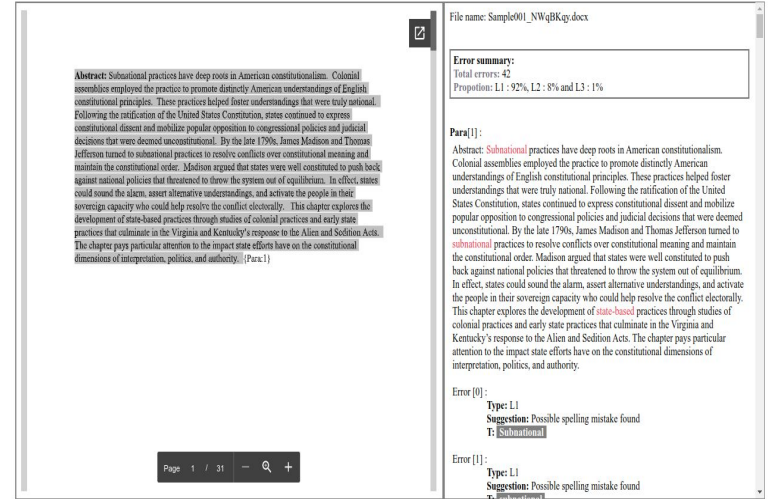 Abstract: Subnational practices have deep roots in American constitutionalism. Colonial
assemblies employed the practice to promote distinctly American understandings of English
constitutional principles. These practices helped foster understandings that were truly national.
Following the ratification of the United States Constitution, states continued to express
constitutional dissent and mobilize popular opposition to congressional policies and judicial
decisions that were deemed unconstitutional. By the late 1790s, James Madison and Thomas
Jefferson turned to subnational practices to resolve conflicts over constitutional meaning and
maintain the constitutional order. Madison argued that states were well constituted to push back
against national policies that threatened to throw the system out of equilibrium. In effect, states
could sound the alarm, assert alternative understandings, and activate the people in their
sovereign capacity who could help resolve the conflict electorally. This chapter explores the
development of state-based practices through studies of colonial practices and early state
practices that culminate in the Virginia and Kentucky's response to the Alien and Sedition Acts.
The chapter pays particular attention to the impact state efforts have on the constitutional
dimensions of interpretation, politics, and authority. {Para:1}
Page 1 / 31
File name: Sample001_NWqBKqy.docx
Error summary:
Total errors: 42
Propotion: L1 : 92%, L2 : 8% and L3 : 1%
Para[1] :
Abstract: Subnational practices have deep roots in American constitutionalism.
Colonial assemblies employed the practice to promote distinctly American
understandings of English constitutional principles. These practices helped foster
understandings that were truly national. Following the ratification of the United
States Constitution, states continued to express constitutional dissent and mobilize
popular opposition to congressional policies and judicial decisions that were deemed
unconstitutional. By the late 1790s, James Madison and Thomas Jefferson turned to
subnational practices to resolve conflicts over constitutional meaning and maintain
the constitutional order. Madison argued that states were well constituted to push
back against national policies that threatened to throw the system out of equilibrium.
In effect, states could sound the alarm, assert alternative understandings, and activate
the people in their sovereign capacity who could help resolve the conflict electorally.
This chapter explores the development of state-based practices through studies of
colonial practices and early state practices that culminate in the Virginia and
Kentucky's response to the Alien and Sedition Acts. The chapter pays particular
attention to the impact state efforts have on the constitutional dimensions of
interpretation, politics, and authority.
Error [0] :
Type: L1
Suggestion: Possible spelling mistake found
T: Subnational
Error [1] :
Type: L1
Suggestion: Possible spelling mistake found
T: subnational